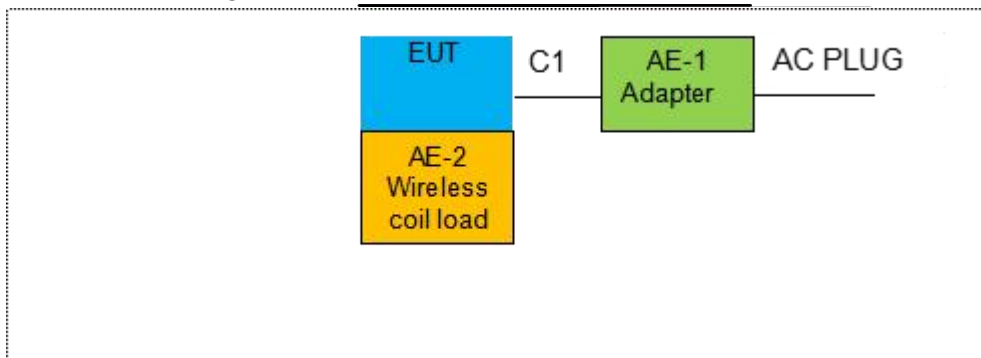 EUT
C1
AE-1
Adapter
AC PLUG
AE-2
Wireless
coil load